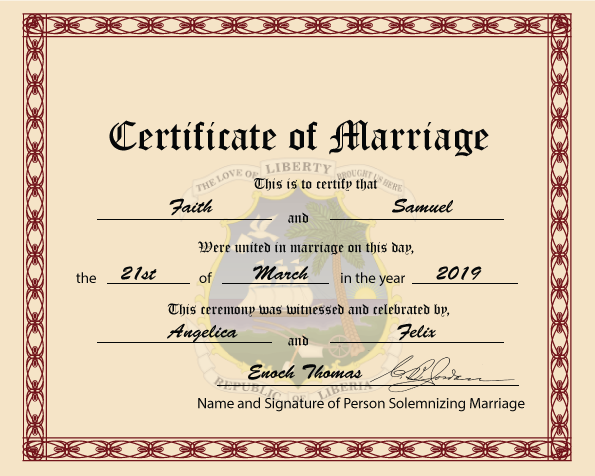 Certificate of Marriage
THE LOVE OF LIBERTY BROUGHT US HERE
This is to certify that
Faith and Samuel
Were united in marriage on this day,
the 21st of March in the year 2019
This ceremony was witnessed and celebrated by,
Angelica and Felix
Enoch Thomas
REPUBLIC OF LIBERIA
Name and Signature of Person Solemnizing Marriage